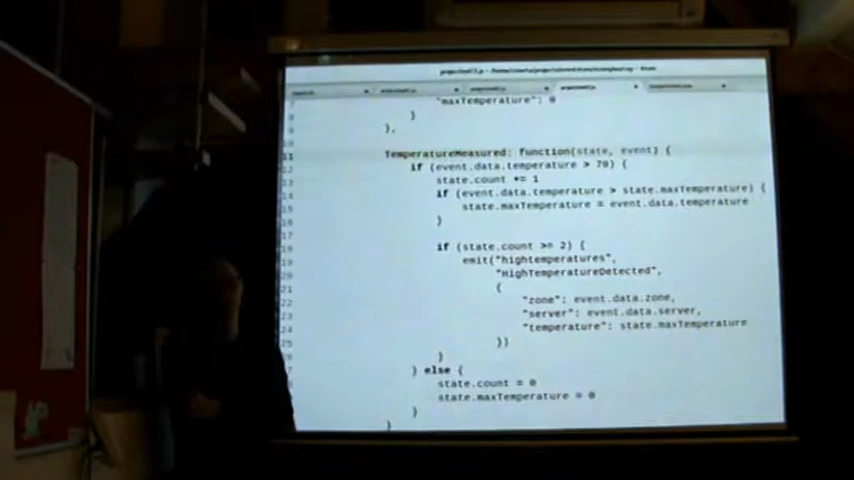 "maxTemperature": 0
}
},
TemperatureMeasured: function(state, event) {
if (event.data.temperature > 70) {
state.count += 1
if (event.data.temperature > state.maxTemperature) {
state.maxTemperature = event.data.temperature
}
if (state.count >= 2) {
emit("hightemperatures",
"HighTemperatureDetected",
{
"zone": event.data.zone,
"server": event.data.server,
"temperature": state.maxTemperature
})
}
} else {
state.count = 0
state.maxTemperature = 0
}
}